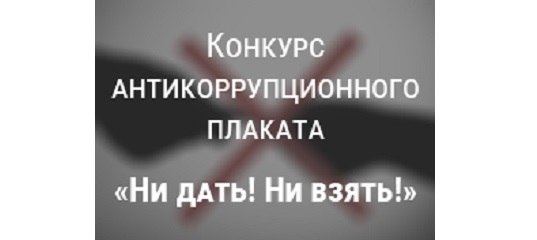 Конкурс
антикоррупционного
плаката
«Ни дать! Ни взять!»